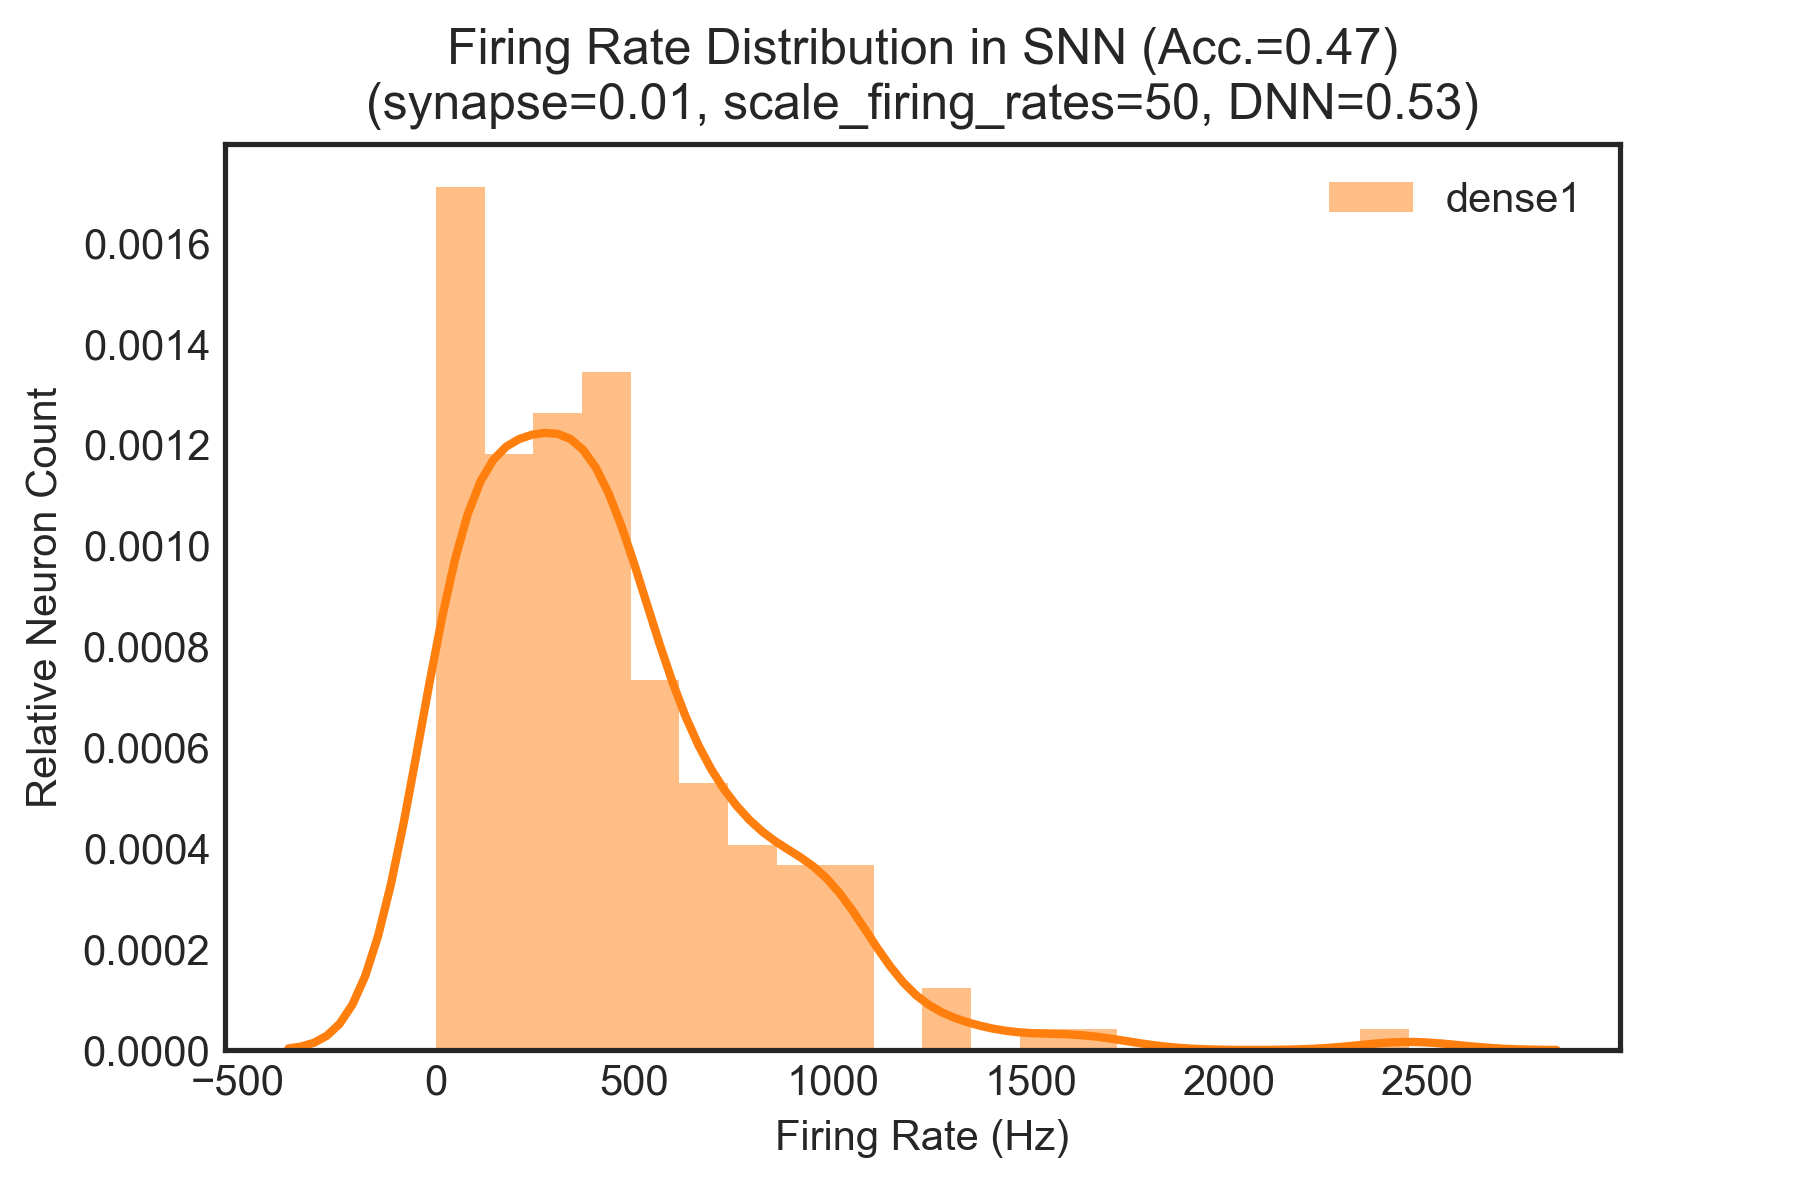 Firing Rate Distribution in SNN (Acc.=0.47)
(synapse=0.01, scale_firing_rates=50, DNN=0.53)
dense1
0.0016
0.0014
0.0012
0.0010
0.0008
0.0006
0.0004
0.0002
0.0000
Relative Neuron Count
−500 0 500 1000 1500 2000 2500
Firing Rate (Hz)